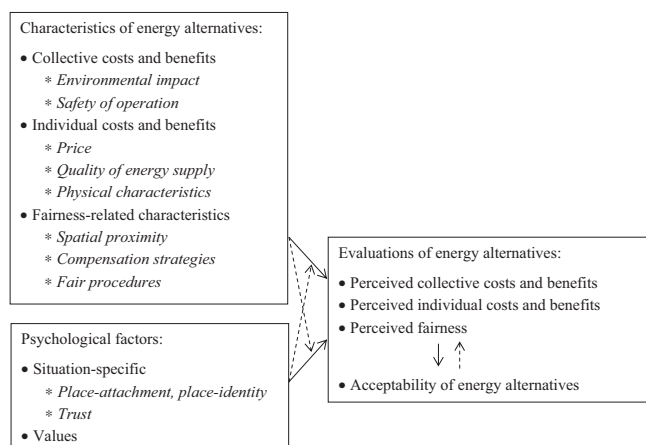 Characteristics of energy alternatives:
• Collective costs and benefits
* Environmental impact
* Safety of operation
• Individual costs and benefits
* Price
* Quality of energy supply
* Physical characteristics
• Fairness-related characteristics
* Spatial proximity
* Compensation strategies
* Fair procedures
Psychological factors:
• Situation-specific
* Place-attachment, place-identity
* Trust
• Values
Evaluations of energy alternatives:
• Perceived collective costs and benefits
• Perceived individual costs and benefits
• Perceived fairness
• Acceptability of energy alternatives